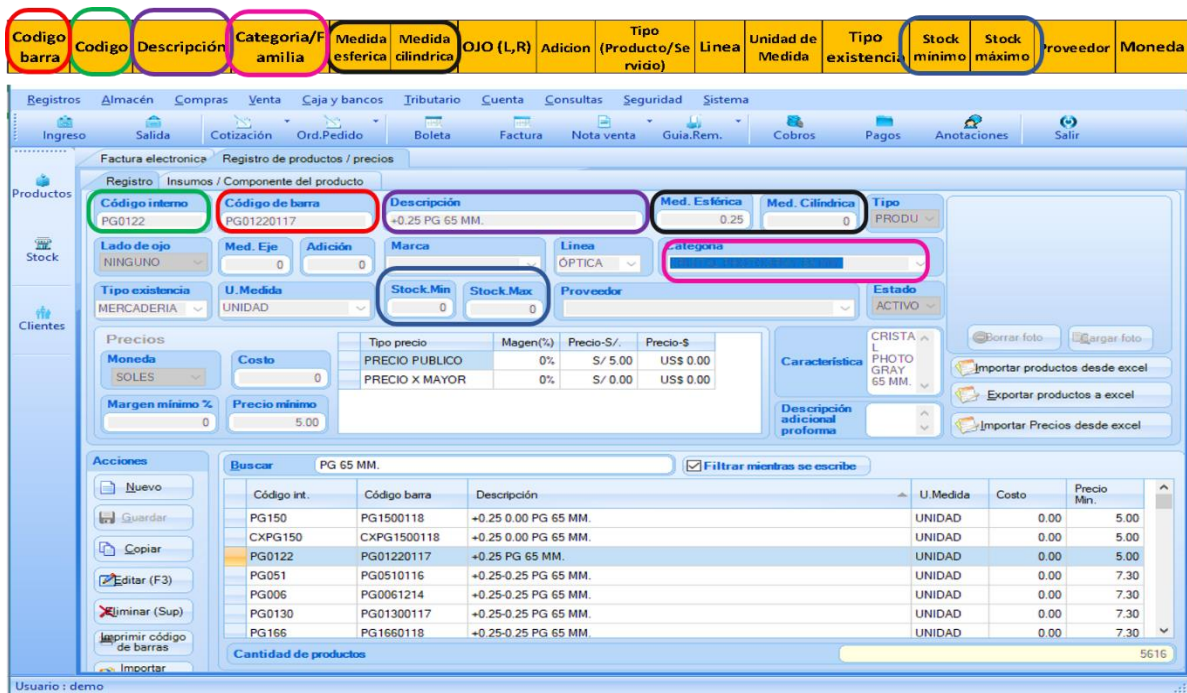 Codigo barra Codigo Descripción Categoria/Familia Medida esferica Medida cilindrica OJO (L,R) Adicion Tipo (Producto/Servicio) Linea Unidad de Medida Tipo existencia Stock mínimo Stock máximo Proveedor Moneda
Registros Almacén Compras Venta Caja y bancos Tributario Cuenta Consultas Seguridad Sistema
Ingreso Salida Cotización Ord.Pedido Boleta Factura Nota venta Guia.Rem. Cobros Pagos Anotaciones Salir
Factura electronica Registro de productos / precios
Registro Insumos / Componente del producto
Productos
Stock
Clientes
Código interno Código de barra Descripción Med. Esférica Med. Cilíndrica Tipo
PG0122 PG01220117 +0.25 PG 65 MM. 0.25 0 PRODU
Lado de ojo Med. Eje Adición Marca Linea Categoria
NINGUNO 0 0 ÓPTICA
Tipo existencia U.Medida Stock.Min Stock.Max Proveedor Estado
MERCADERIA UNIDAD 0 0 ACTIVO
Precios
Moneda Costo
SOLES 0
Margen mínimo % Precio mínimo
0 5.00
Tipo precio Magen(%) Precio-S/. Precio-$
PRECIO PUBLICO 0% S/ 5.00 US$ 0.00
PRECIO X MAYOR 0% S/ 0.00 US$ 0.00
Característica
CRISTA
L
PHOTO
GRAY
65 MM.
Descripción
adicional
proforma
Borrar foto Cargar foto
Importar productos desde excel
Exportar productos a excel
Importar Precios desde excel
Acciones
Nuevo
Guardar
Copiar
Editar (F3)
Eliminar (Sup)
Imprimir código
de barras
Importar
Buscar PG 65 MM. Filtrar mientras se escribe
Código int. Código barra Descripción U.Medida Costo Precio Min.
PG150 PG1500118 +0.25 0.00 PG 65 MM. UNIDAD 0.00 5.00
CXPG150 CXPG1500118 +0.25 0.00 PG 65 MM. UNIDAD 0.00 5.00
PG0122 PG01220117 +0.25 PG 65 MM. UNIDAD 0.00 5.00
PG051 PG0510116 +0.25-0.25 PG 65 MM. UNIDAD 0.00 7.30
PG006 PG0061214 +0.25-0.25 PG 65 MM. UNIDAD 0.00 7.30
PG0130 PG01300117 +0.25-0.25 PG 65 MM. UNIDAD 0.00 7.30
PG166 PG1660118 +0.25-0.25 PG 65 MM. UNIDAD 0.00 7.30
Cantidad de productos 5616
Usuario : demo